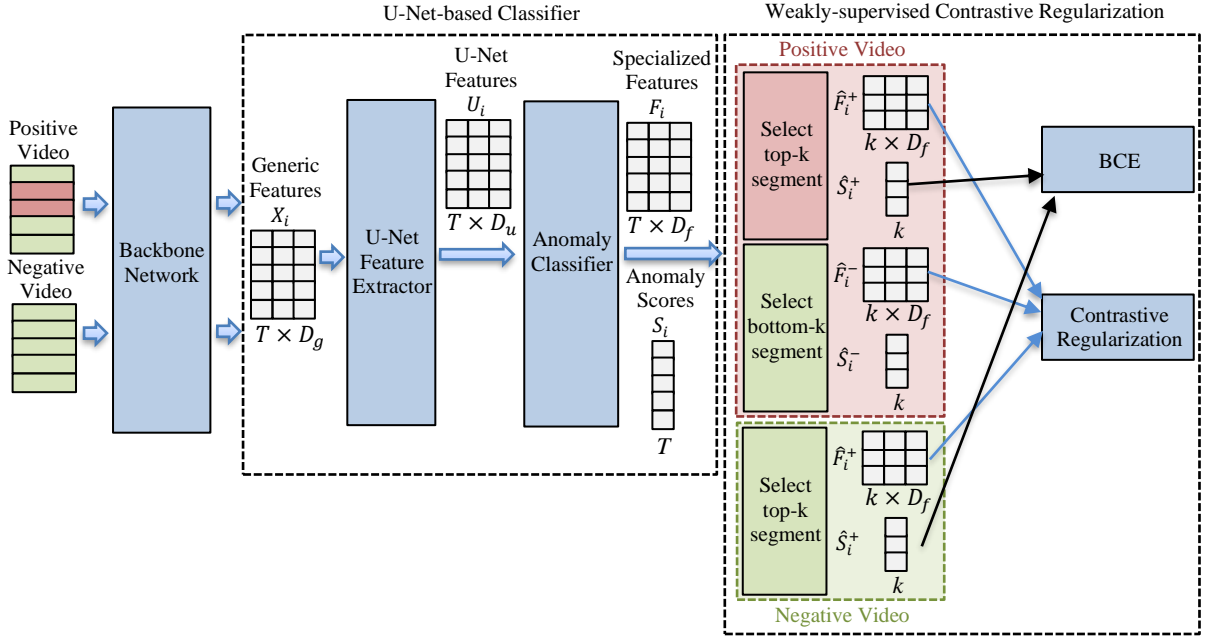 U-Net-based Classifier
Weakly-supervised Contrastive Regularization
Positive
Video
Negative
Video
Backbone
Network
Generic
Features
X_i
T × D_g
U-Net
Feature
Extractor
U-Net
Features
U_i
T × D_u
Anomaly
Classifier
Specialized
Features
F_i
T × D_f
Anomaly
Scores
S_i
T
Positive Video
Select
top-k
segment
F̂_i^+
k × D_f
Ŝ_i^+
k
Select
bottom-k
segment
F̂_i^-
k × D_f
Ŝ_i^-
k
Select
top-k
segment
F̂_i^+
k × D_f
Ŝ_i^+
k
Negative Video
BCE
Contrastive
Regularization